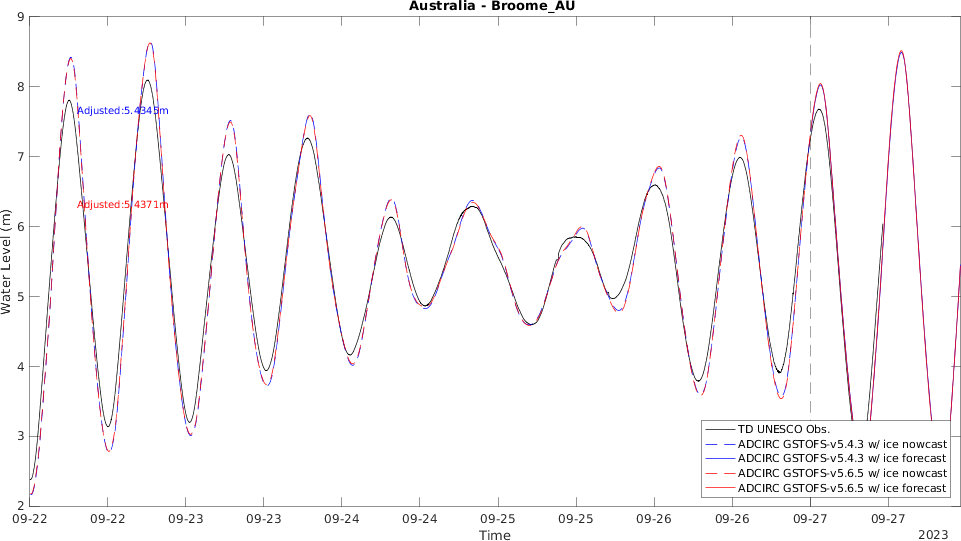 Australia - Broome_AU
9
8
7
6
5
4
3
2
Water Level (m)
Adjusted:5.4345m
Adjusted:5.4371m
TD UNESCO Obs.
ADCIRC GSTOFS-v5.4.3 w/ ice nowcast
ADCIRC GSTOFS-v5.4.3 w/ ice forecast
ADCIRC GSTOFS-v5.6.5 w/ ice nowcast
ADCIRC GSTOFS-v5.6.5 w/ ice forecast
09-22 09-22 09-23 09-23 09-24 09-24 09-25 09-25 09-26 09-26 09-27 09-27
Time
2023